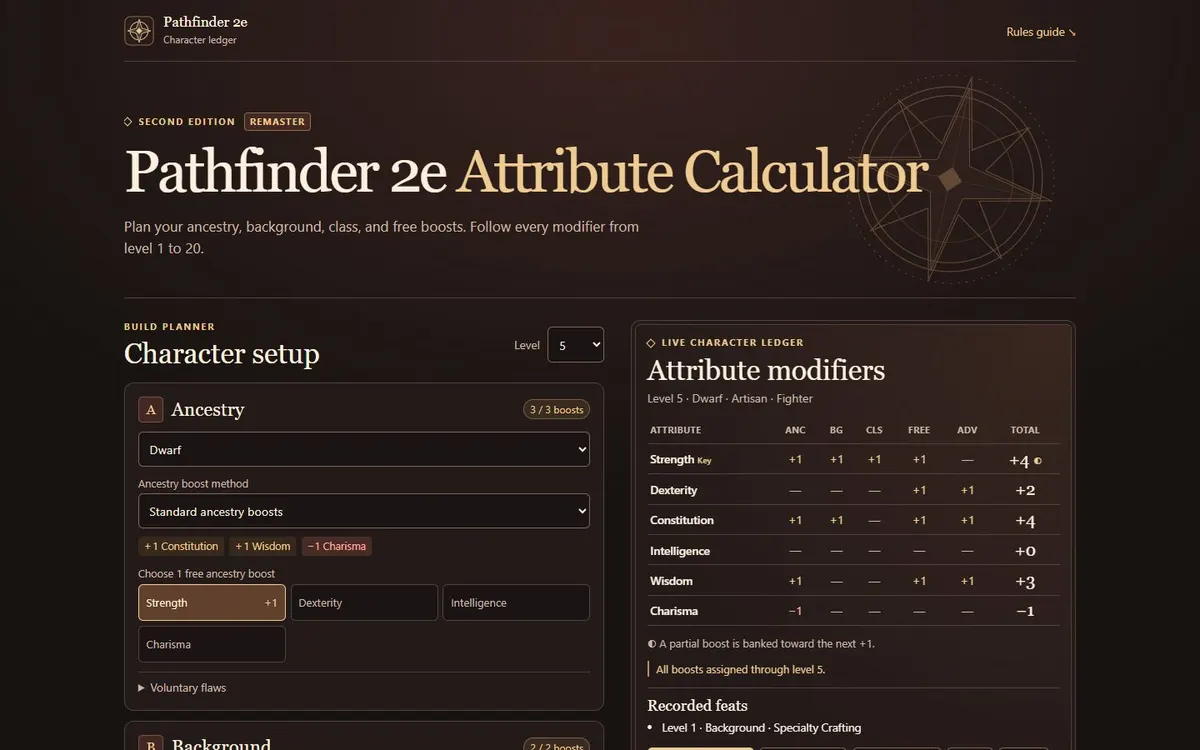 Pathfinder 2e
Character ledger
Rules guide ↘
◇ SECOND EDITION REMASTER
Pathfinder 2e Attribute Calculator
Plan your ancestry, background, class, and free boosts. Follow every modifier from
level 1 to 20.
BUILD PLANNER
Character setup
Level 5
A Ancestry 3 / 3 boosts
Dwarf
Ancestry boost method
Standard ancestry boosts
+1 Constitution +1 Wisdom −1 Charisma
Choose 1 free ancestry boost
Strength +1 Dexterity Intelligence
Charisma
▶ Voluntary flaws
B Background 2 / 2 boosts
◇ LIVE CHARACTER LEDGER
Attribute modifiers
Level 5 · Dwarf · Artisan · Fighter
ATTRIBUTE ANC BG CLS FREE ADV TOTAL
Strength Key +1 +1 +1 +1 — +4 ◐
Dexterity — — — +1 +1 +2
Constitution +1 +1 — +1 +1 +4
Intelligence — — — — — +0
Wisdom +1 — — +1 +1 +3
Charisma −1 — — — — −1
◐ A partial boost is banked toward the next +1.
All boosts assigned through level 5.
Recorded feats
• Level 1 · Background · Specialty Crafting